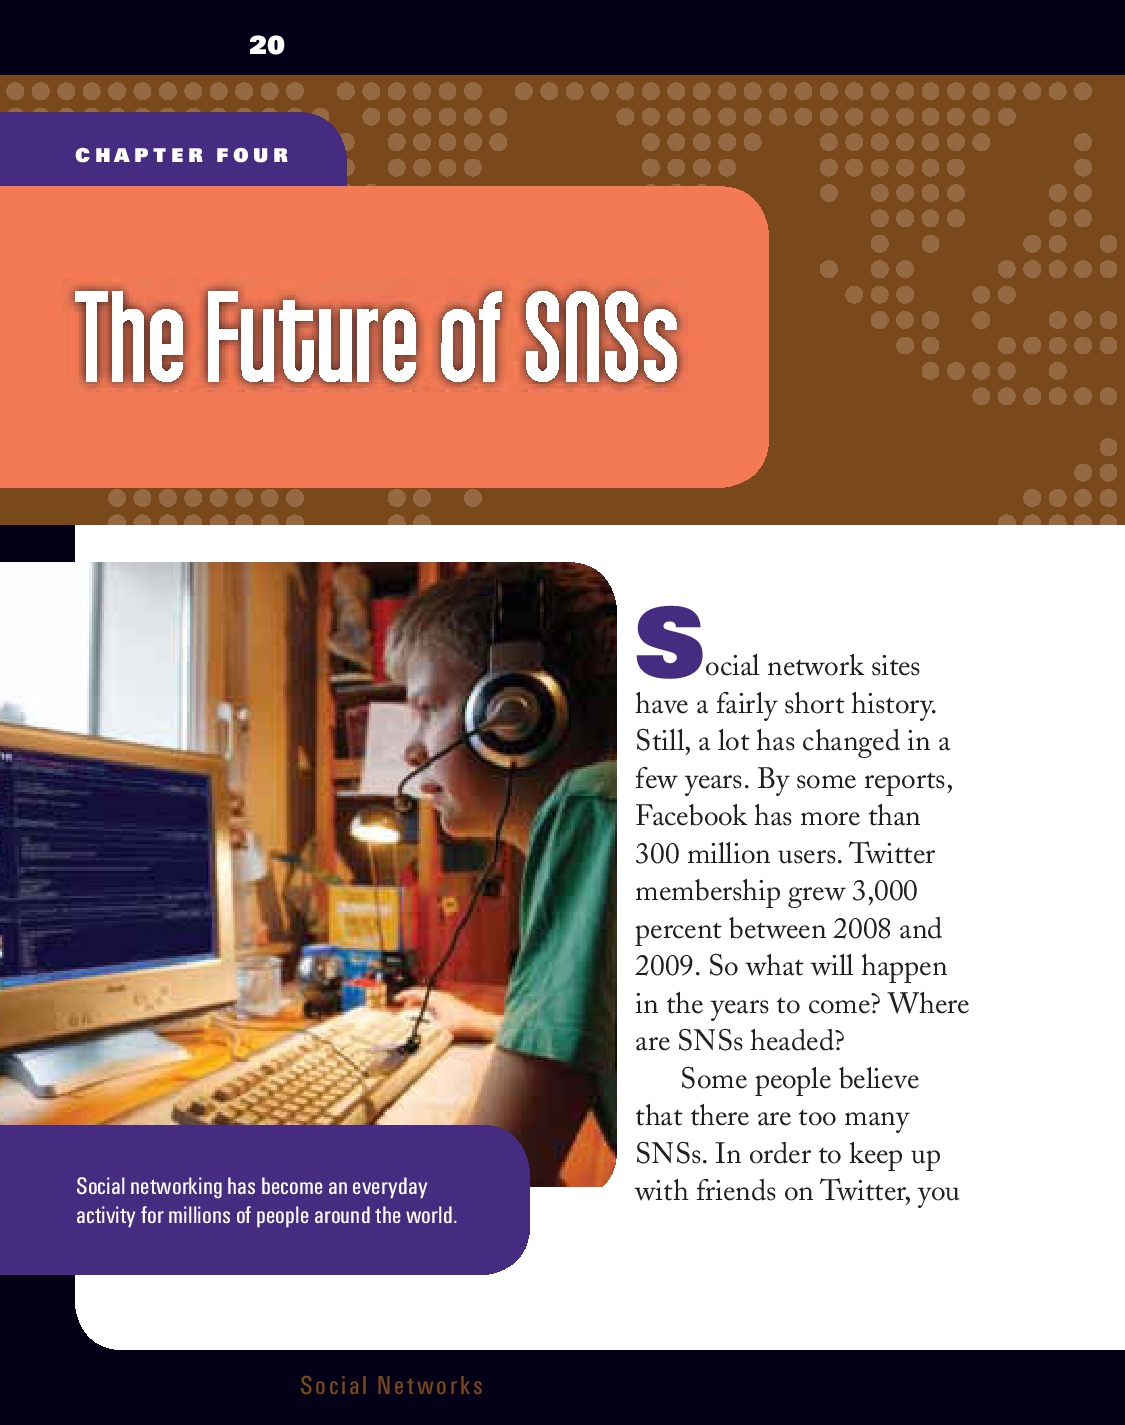 20
CHAPTER FOUR
The Future of SNSs
Social network sites
have a fairly short history.
Still, a lot has changed in a
few years. By some reports,
Facebook has more than
300 million users. Twitter
membership grew 3,000
percent between 2008 and
2009. So what will happen
in the years to come? Where
are SNSs headed?
Some people believe
that there are too many
SNSs. In order to keep up
with friends on Twitter, you
Social networking has become an everyday
activity for millions of people around the world.
Social Networks